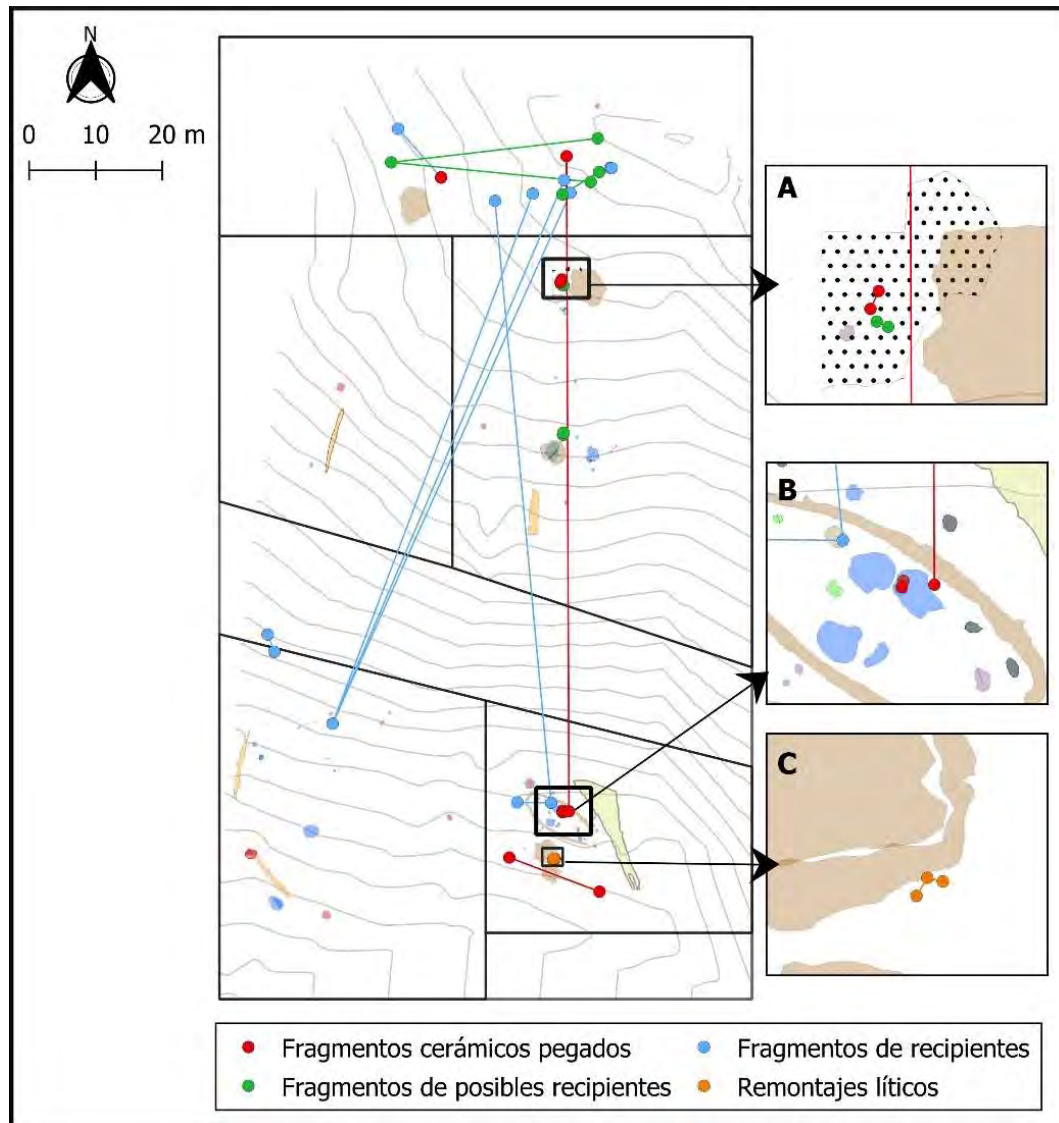 N
0 10 20 m
A
B
C
Fragmentos cerámicos pegados
Fragmentos de recipientes
Fragmentos de posibles recipientes
Remontajes líticos